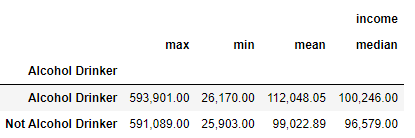 income
max min mean median
Alcohol Drinker
Alcohol Drinker 593,901.00 26,170.00 112,048.05 100,246.00
Not Alcohol Drinker 591,089.00 25,903.00 99,022.89 96,579.00